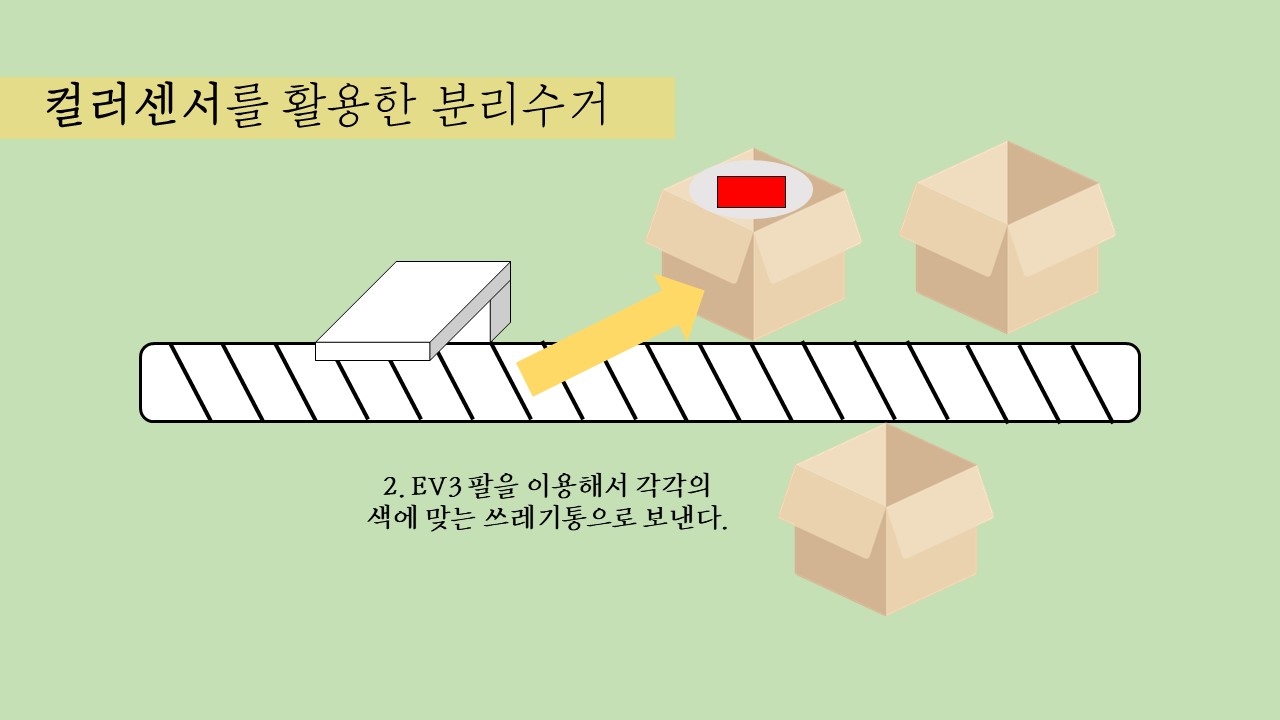 컬러센서를 활용한 분리수거
2. EV3 팔을 이용해서 각각의
색에 맞는 쓰레기통으로 보낸다.